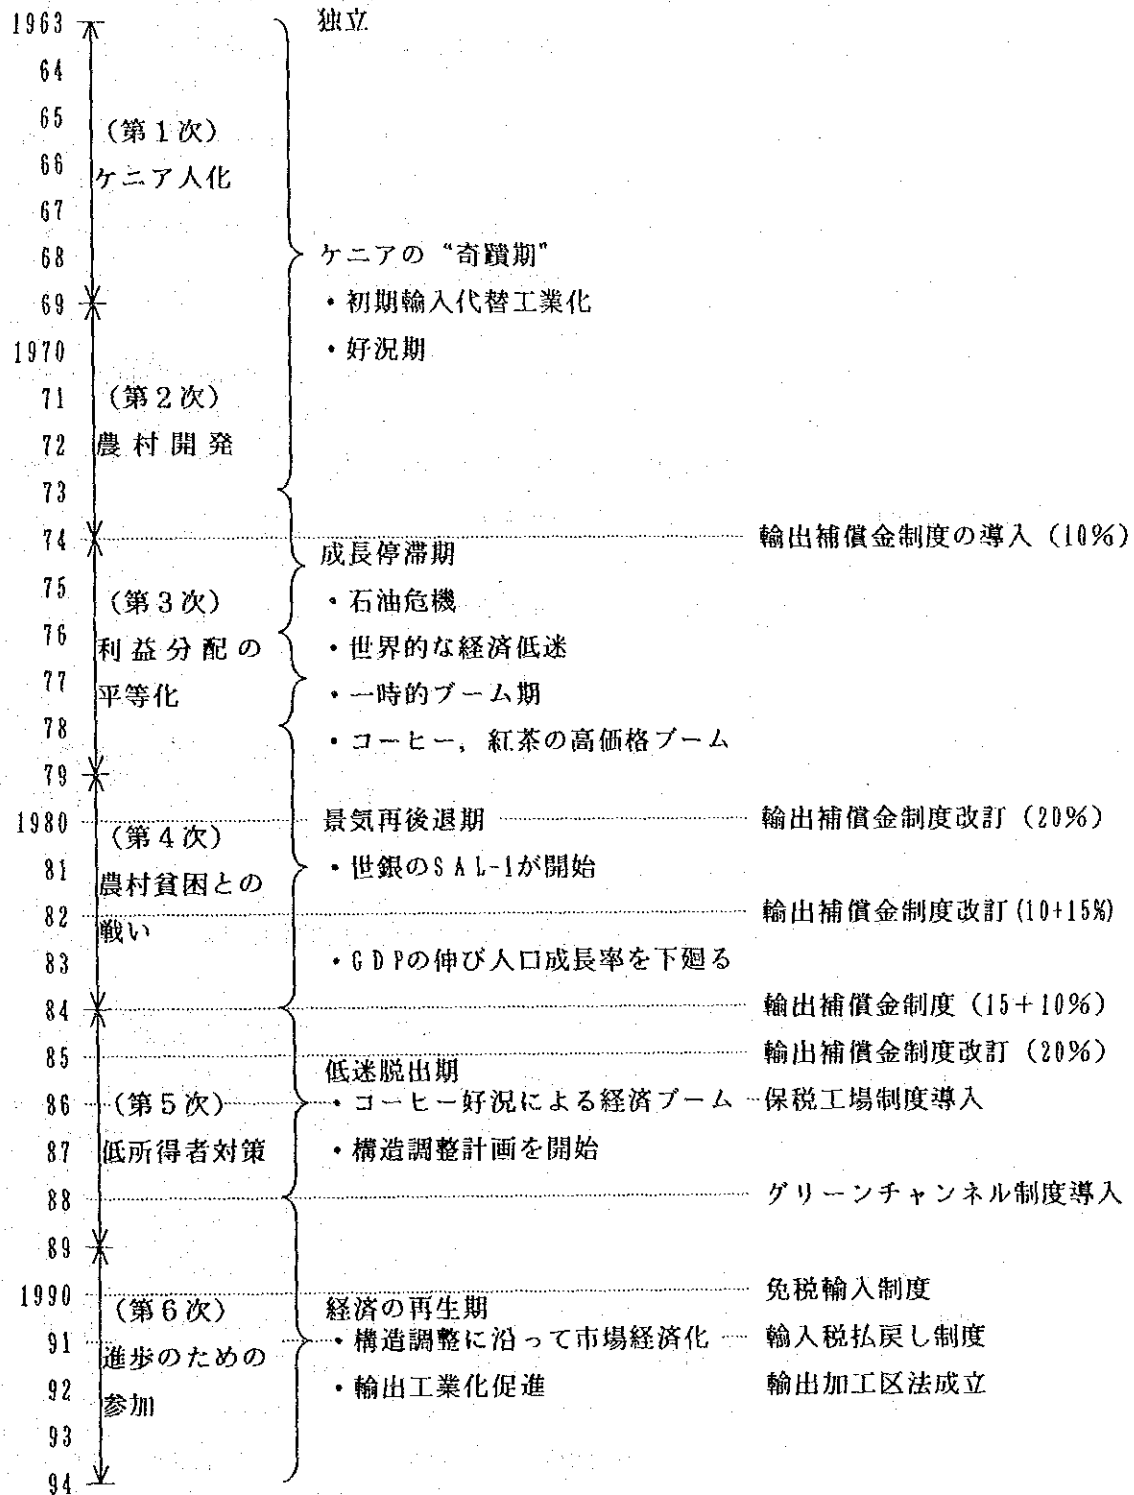 1963 独立
64
65 （第１次）
66 ケニア人化
67
68 ケニアの“奇蹟期”
69 ・初期輸入代替工業化
1970 ・好況期
71 （第２次）
72 農村開発
73
74 輸出補償金制度の導入（10％）
成長停滞期
75 （第３次） ・石油危機
76 利益分配の ・世界的な経済低迷
77 平等化 ・一時的ブーム期
78 ・コーヒー，紅茶の高価格ブーム
79
1980 （第４次） 景気再後退期 輸出補償金制度改訂（20％）
81 農村貧困との ・世銀のSAL-1が開始
82 戦い 輸出補償金制度改訂(10+15%)
83 ・GDPの伸び人口成長率を下廻る
84 輸出補償金制度（15＋10％）
85 輸出補償金制度改訂（20％）
低迷脱出期
86 （第５次） ・コーヒー好況による経済ブーム 保税工場制度導入
87 低所得者対策 ・構造調整計画を開始
88 グリーンチャンネル制度導入
89
1990 免税輸入制度
（第６次） 経済の再生期
91 進歩のための ・構造調整に沿って市場経済化 輸入税払戻し制度
92 参加 ・輸出工業化促進 輸出加工区法成立
93
94